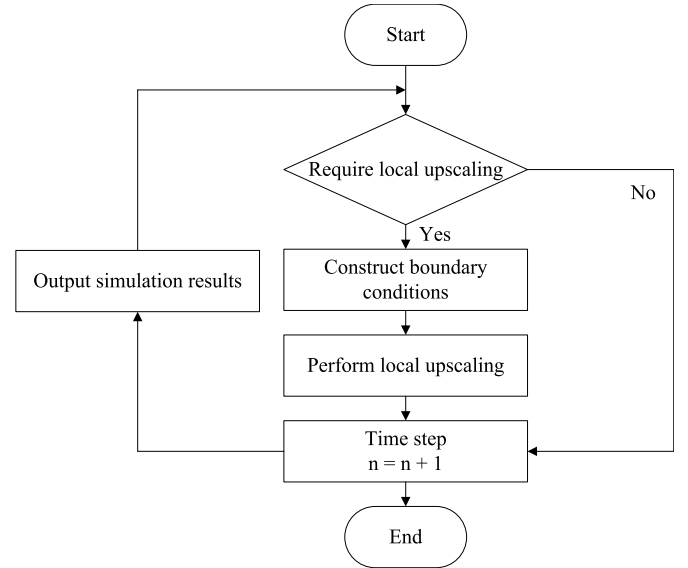 Start
Require local upscaling
No
Yes
Construct boundary
conditions
Output simulation results
Perform local upscaling
Time step
n = n + 1
End